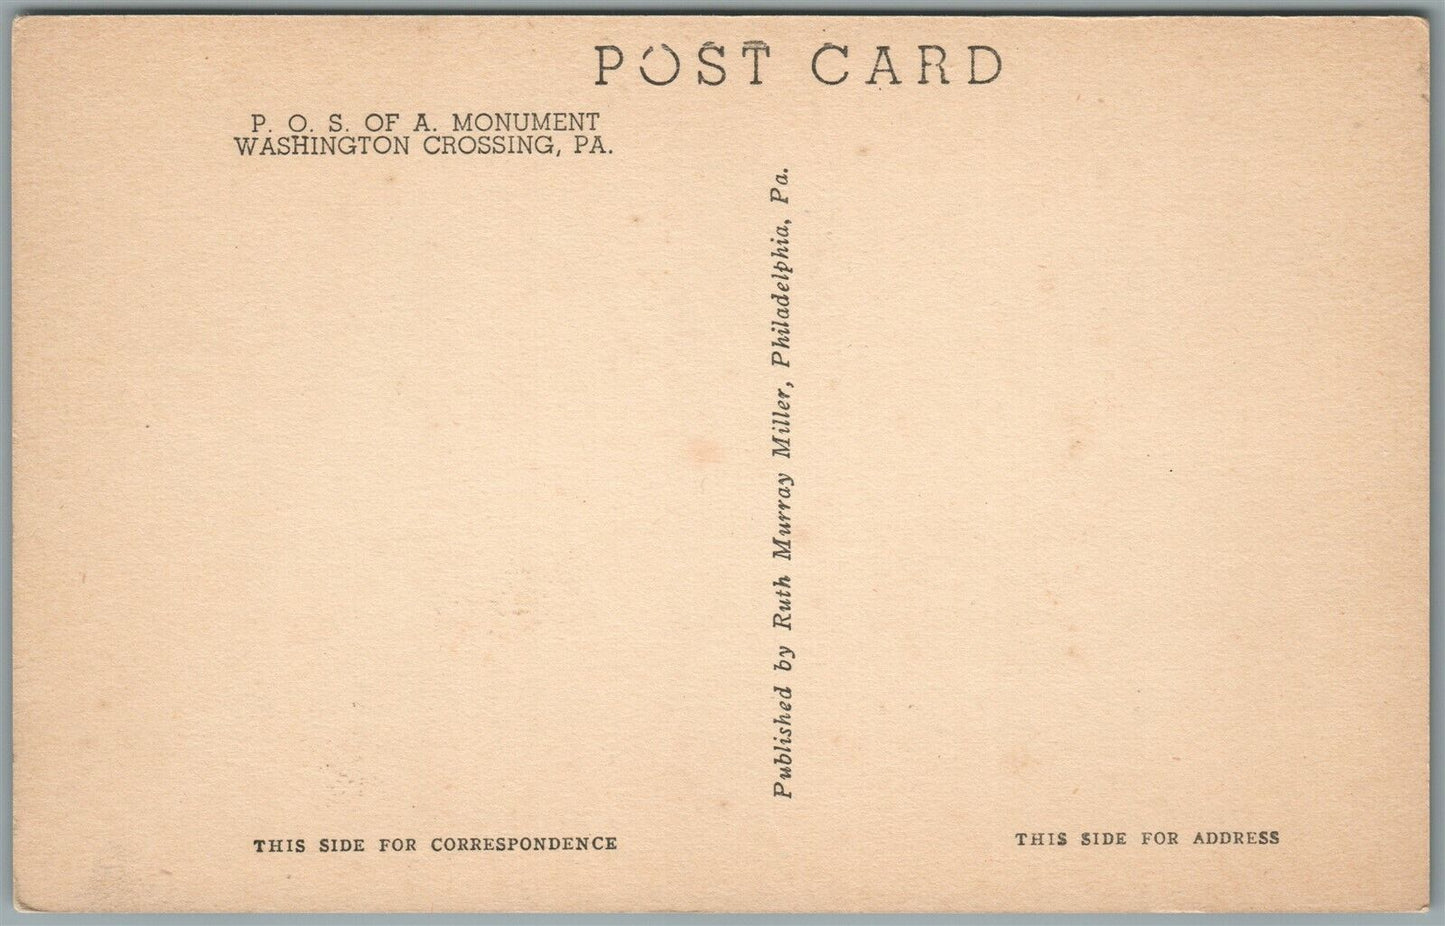 POST CARD
P. O. S. OF A. MONUMENT
WASHINGTON CROSSING, PA.
Published by Ruth Murray Miller, Philadelphia, Pa.
THIS SIDE FOR CORRESPONDENCE
THIS SIDE FOR ADDRESS